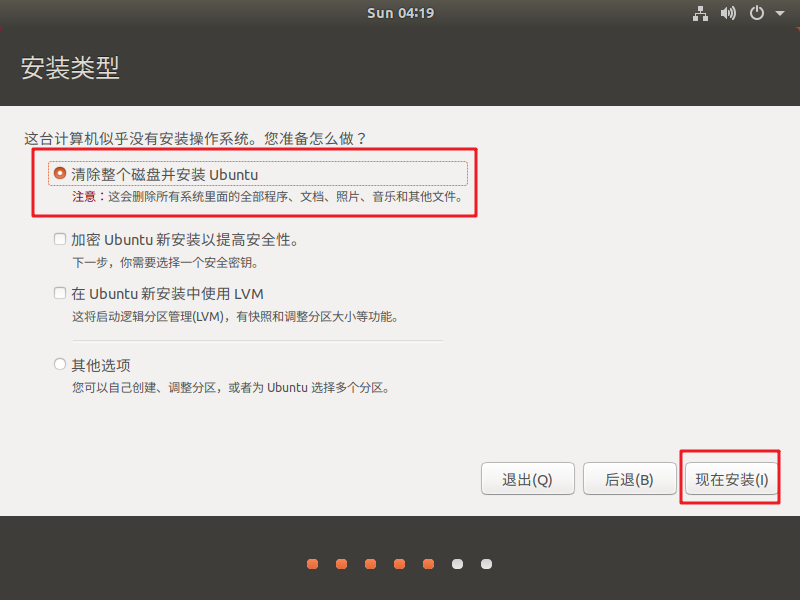 Sun 04:19
安装类型
这台计算机似乎没有安装操作系统。您准备怎么做？
清除整个磁盘并安装 Ubuntu
注意：这会删除所有系统里面的全部程序、文档、照片、音乐和其他文件。
加密 Ubuntu 新安装以提高安全性。
下一步，你需要选择一个安全密钥。
在 Ubuntu 新安装中使用 LVM
这将启动逻辑分区管理(LVM)，有快照和调整分区大小等功能。
其他选项
您可以自己创建、调整分区，或者为 Ubuntu 选择多个分区。
退出(Q) 后退(B) 现在安装(I)